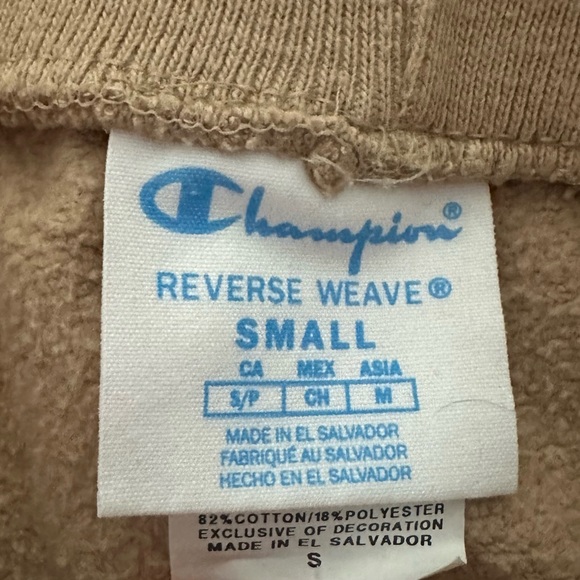 Champion®
REVERSE WEAVE®
SMALL
CA MEX ASIA
S/P CH M
MADE IN EL SALVADOR
FABRIQUÉ AU SALVADOR
HECHO EN EL SALVADOR
82%COTTON/18%POLYESTER
EXCLUSIVE OF DECORATION
MADE IN EL SALVADOR
S